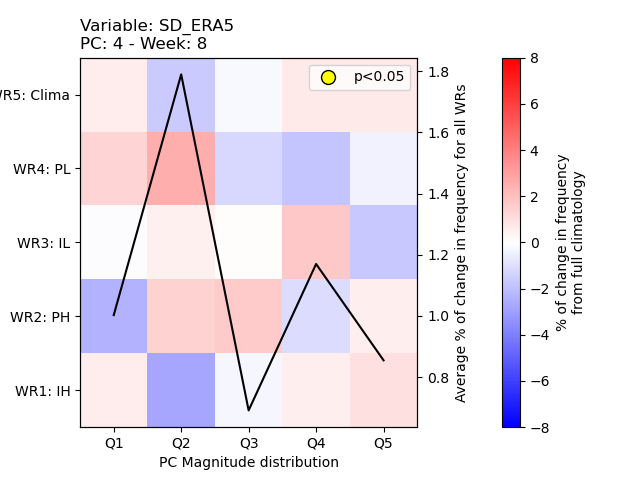 Variable: SD_ERA5
PC: 4 - Week: 8
p<0.05
WR5: Clima
WR4: PL
WR3: IL
WR2: PH
WR1: IH
Q1 Q2 Q3 Q4 Q5
PC Magnitude distribution
1.8
1.6
1.4
1.2
1.0
0.8
Average % of change in frequency for all WRs
8
6
4
2
0
−2
−4
−6
−8
% of change in frequency
from full climatology